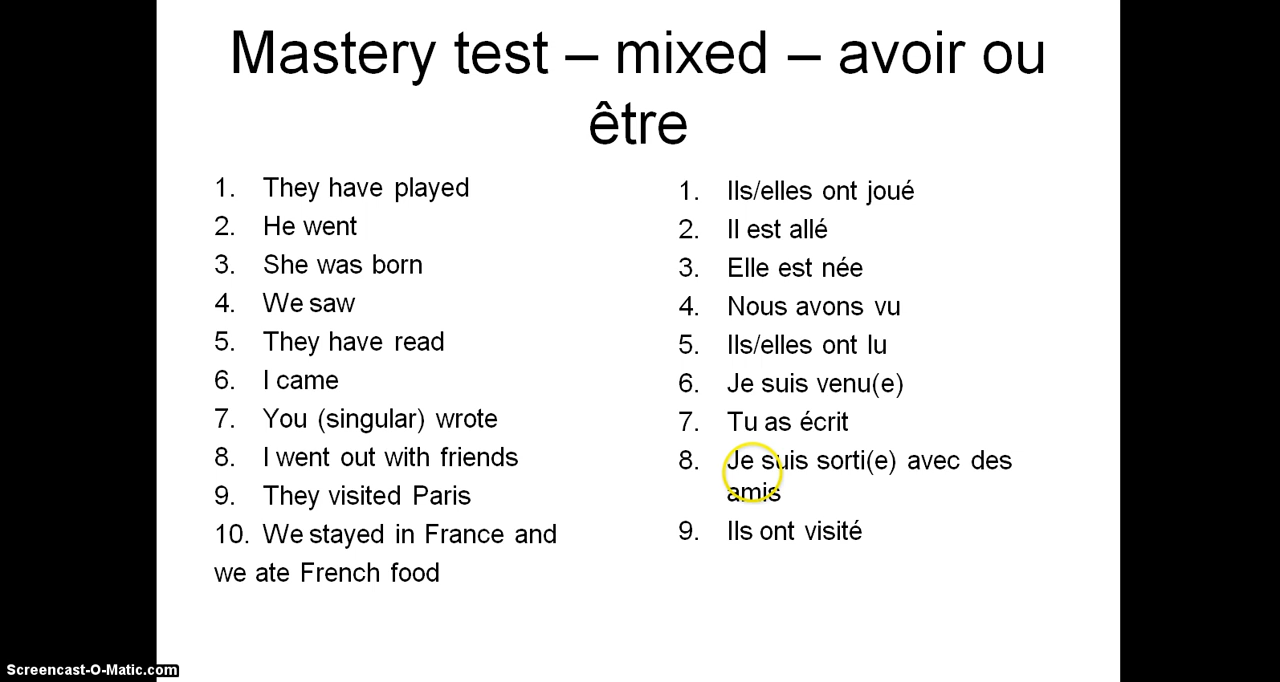 Mastery test – mixed – avoir ou
être
1. They have played
2. He went
3. She was born
4. We saw
5. They have read
6. I came
7. You (singular) wrote
8. I went out with friends
9. They visited Paris
10. We stayed in France and
we ate French food
1. Ils/elles ont joué
2. Il est allé
3. Elle est née
4. Nous avons vu
5. Ils/elles ont lu
6. Je suis venu(e)
7. Tu as écrit
8. Je suis sorti(e) avec des
amis
9. Ils ont visité
Screencast-O-Matic.com